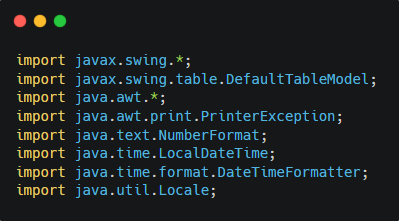 import javax.swing.*;
import javax.swing.table.DefaultTableModel;
import java.awt.*;
import java.awt.print.PrinterException;
import java.text.NumberFormat;
import java.time.LocalDateTime;
import java.time.format.DateTimeFormatter;
import java.util.Locale;